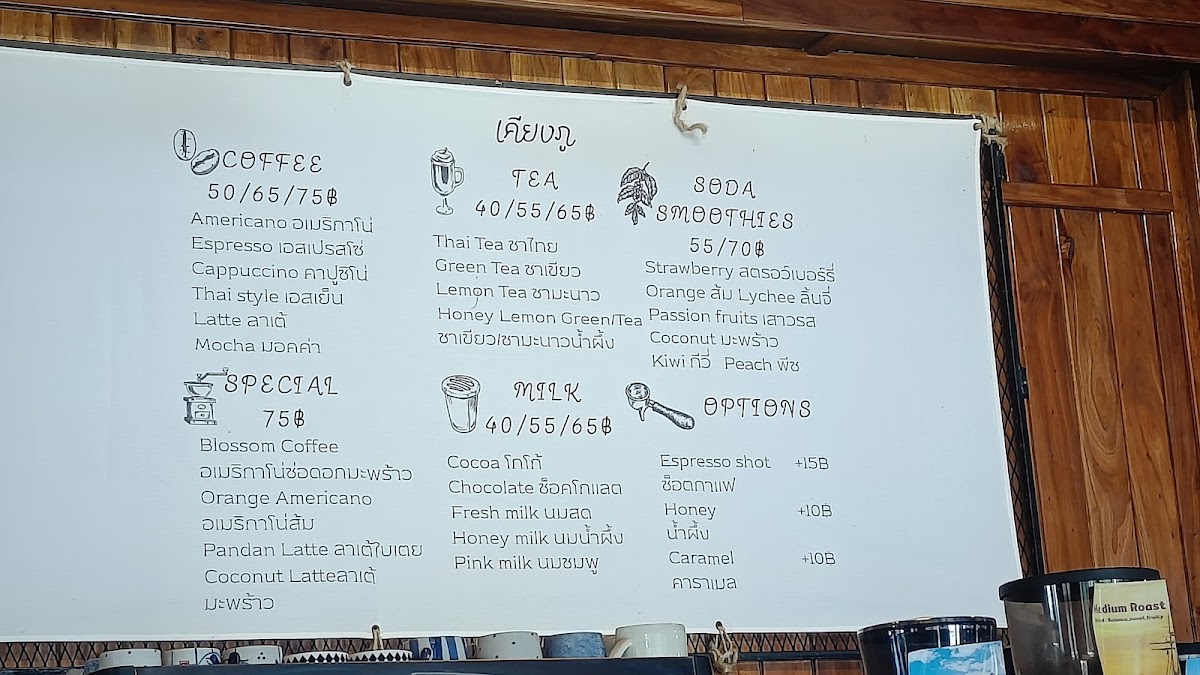 เคียงภู
COFFEE
50/65/75฿
Americano อเมริกาโน่
Espresso เอสเปรสโซ่
Cappuccino คาปูชิโน่
Thai style เอสเย็น
Latte ลาเต้
Mocha มอคค่า
TEA
40/55/65฿
Thai Tea ชาไทย
Green Tea ชาเขียว
Lemon Tea ชามะนาว
Honey Lemon Green/Tea
ชาเขียว/ชามะนาวน้ำผึ้ง
SODA
SMOOTHIES
55/70฿
Strawberry สตรอว์เบอร์รี่
Orange ส้ม Lychee ลิ้นจี่
Passion fruits เสาวรส
Coconut มะพร้าว
Kiwi กีวี่ Peach พีช
SPECIAL
75฿
Blossom Coffee
อเมริกาโน่ช่อดอกมะพร้าว
Orange Americano
อเมริกาโน่ส้ม
Pandan Latte ลาเต้ใบเตย
Coconut Latteลาเต้
มะพร้าว
MILK
40/55/65฿
Cocoa โกโก้
Chocolate ช็อคโกแลต
Fresh milk นมสด
Honey milk นมน้ำผึ้ง
Pink milk นมชมพู
OPTIONS
Espresso shot +15B
ช็อตกาแฟ
Honey +10B
น้ำผึ้ง
Caramel +10B
คาราเมล
Medium Roast